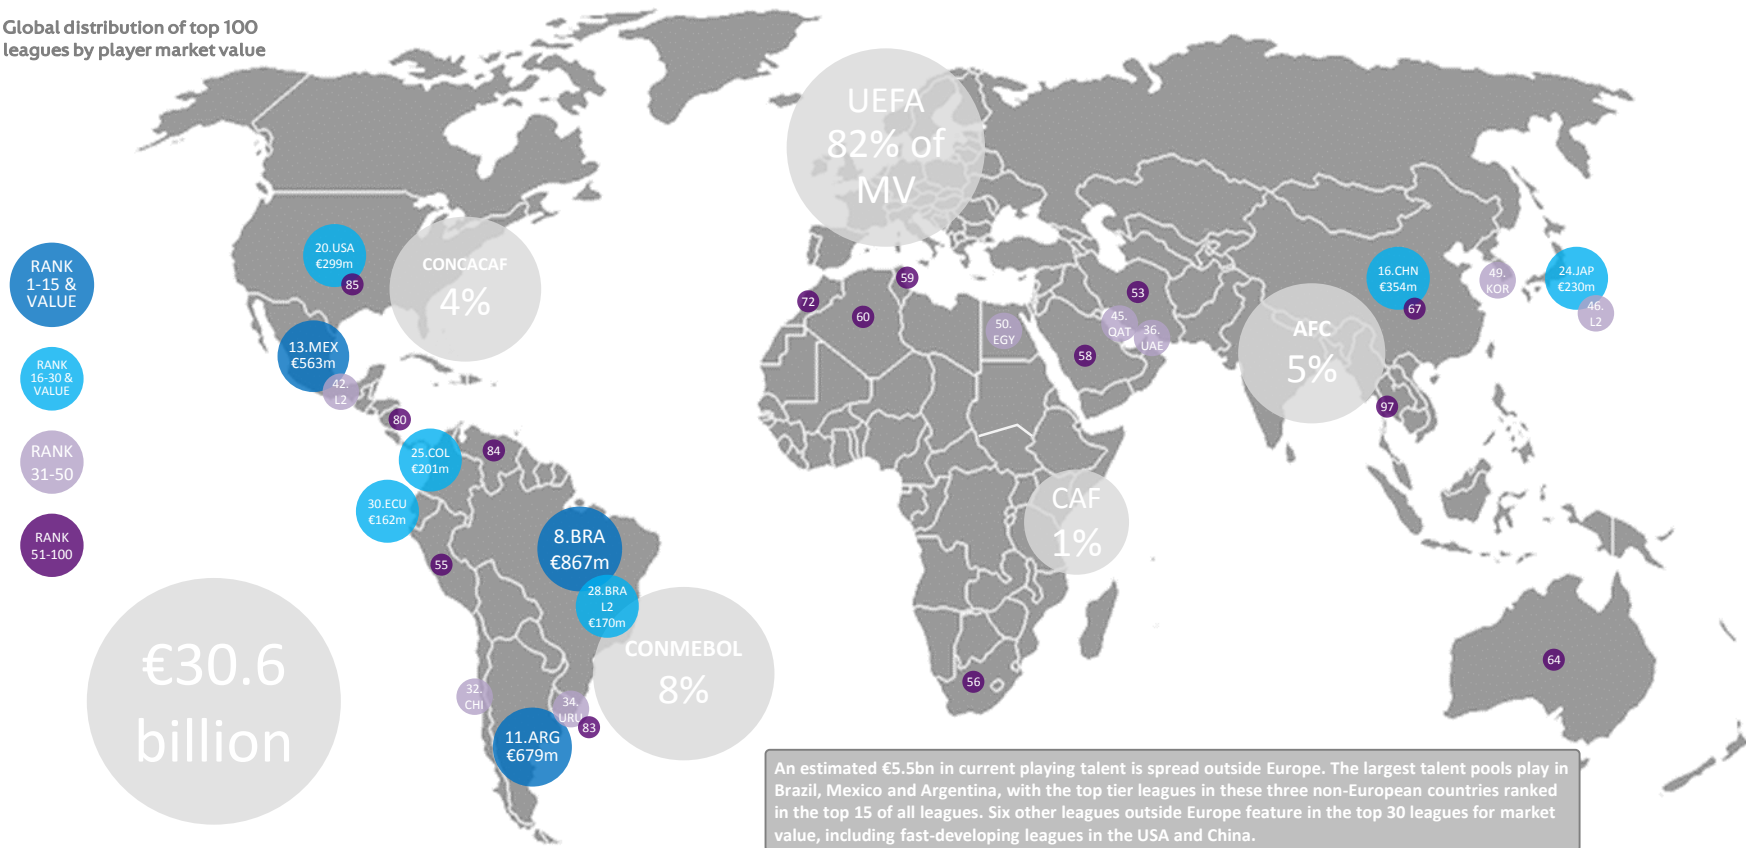 Global distribution of top 100
leagues by player market value
UEFA
82% of
MV
RANK
1-15 &
VALUE
20.USA
€299m
85
CONCACAF
4%
59
72
60
53
16.CHN
€354m
67
49.
KOR
24.JAP
€230m
46.
L2
50.
EGY
45.
QAT
36.
UAE
58
AFC
5%
13.MEX
€563m
42.
L2
RANK
16-30 &
VALUE
80
97
25.COL
€201m
84
RANK
31-50
30.ECU
€162m
CAF
1%
RANK
51-100
8.BRA
€867m
55
28.BRA
L2
€170m
€30.6
billion
CONMEBOL
8%
64
56
32.
CHI
34.
URU
83
11.ARG
€679m
An estimated €5.5bn in current playing talent is spread outside Europe. The largest talent pools play in
Brazil, Mexico and Argentina, with the top tier leagues in these three non-European countries ranked
in the top 15 of all leagues. Six other leagues outside Europe feature in the top 30 leagues for market
value, including fast-developing leagues in the USA and China.